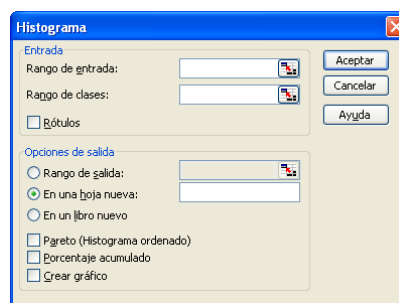 Histograma
Entrada
Rango de entrada:
Rango de clases:
Rótulos
Aceptar
Cancelar
Ayuda
Opciones de salida
Rango de salida:
En una hoja nueva:
En un libro nuevo
Pareto (Histograma ordenado)
Porcentaje acumulado
Crear gráfico